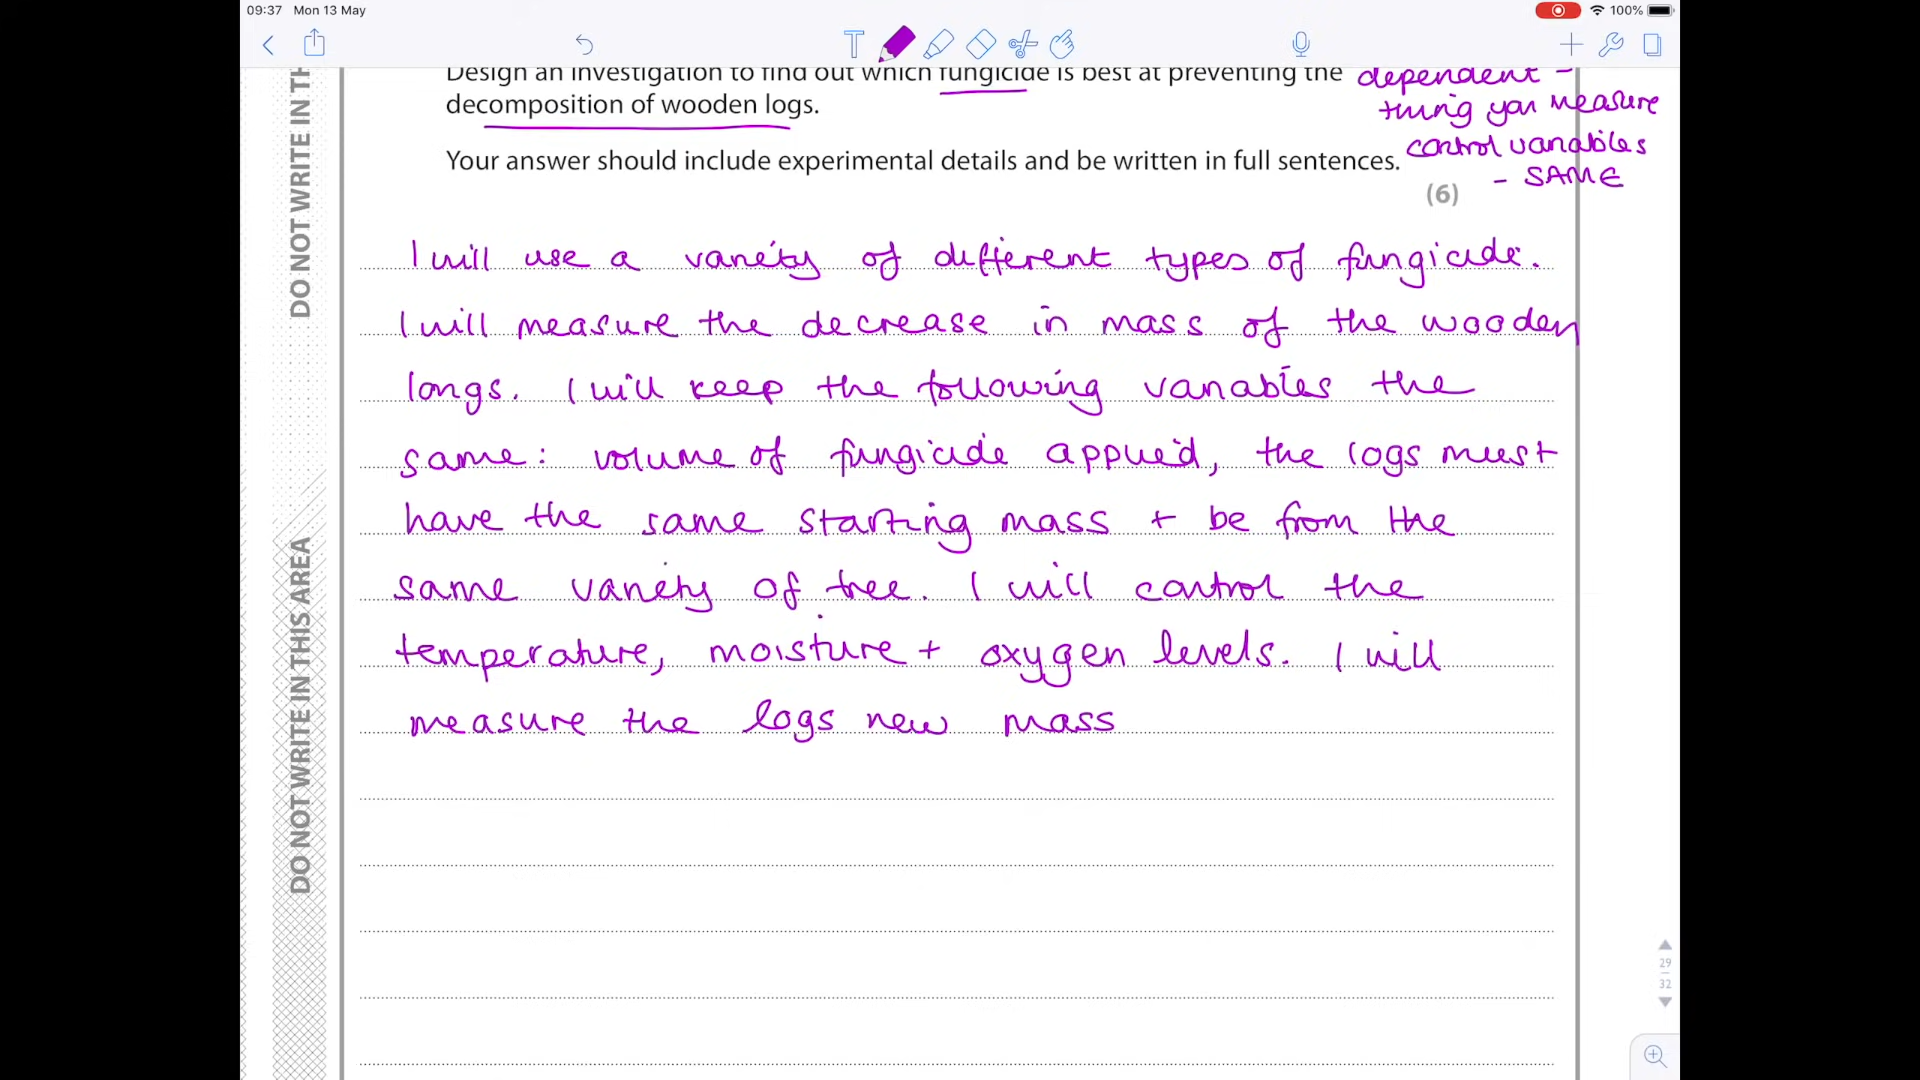 09:37 Mon 13 May
100%
T
DO NOT WRITE IN TH
Design an investigation to find out which fungicide is best at preventing the
decomposition of wooden logs.
Your answer should include experimental details and be written in full sentences.
(6)
dependent -
thing you measure
control variables
- SAME
I will use a variety of different types of fungicide.
I will measure the decrease in mass of the wooden
longs. I will keep the following variables the
same: volume of fungicide applied, the logs must
have the same starting mass + be from the
same variety of tree. I will control the
temperature, moisture + oxygen levels. I will
measure the logs new mass
DO NOT WRITE IN THIS AREA
29
32